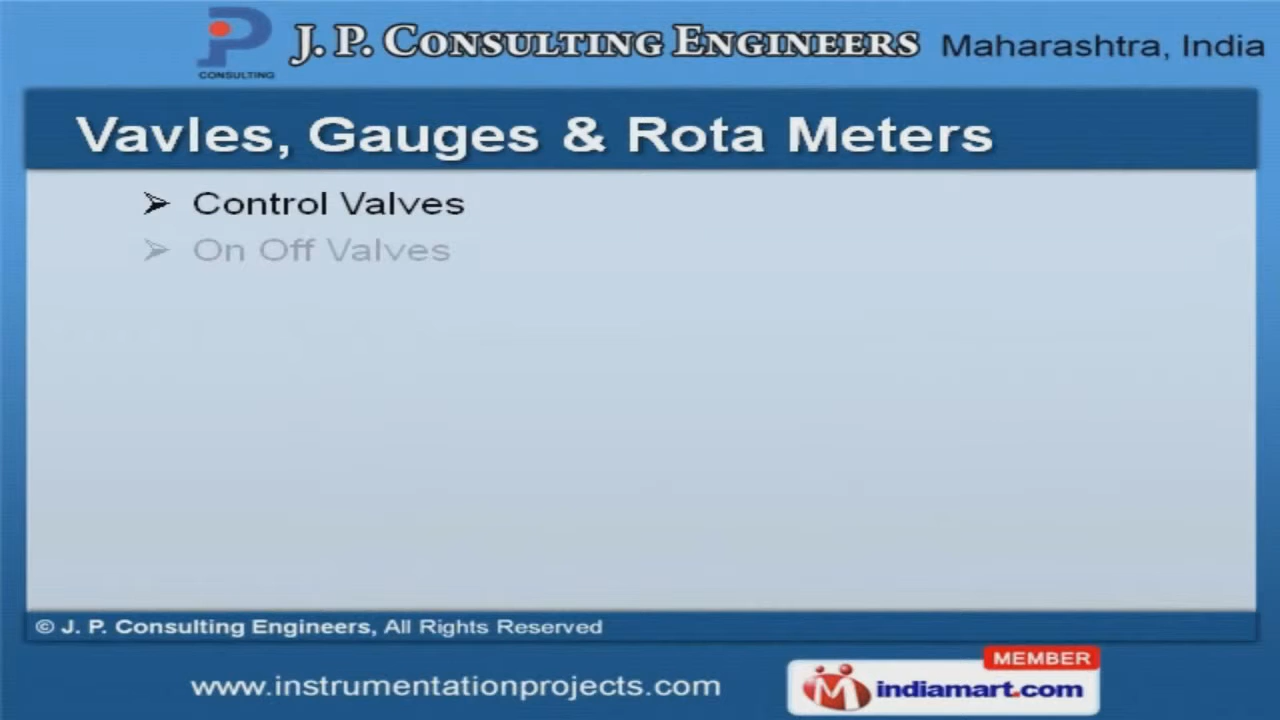 CONSULTING
J. P. CONSULTING ENGINEERS Maharashtra, India
Vavles, Gauges & Rota Meters
➢ Control Valves
➢ On Off Valves
© J. P. Consulting Engineers, All Rights Reserved
www.instrumentationprojects.com
MEMBER
indiamart.com